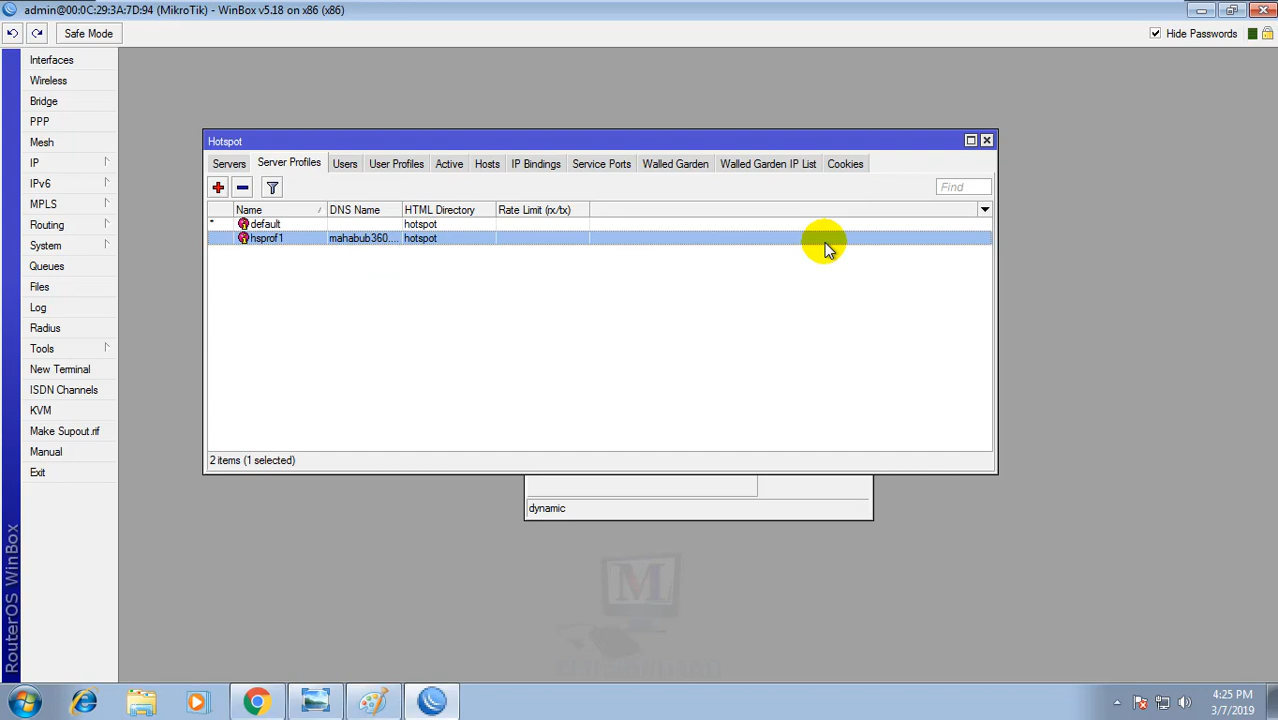 admin@00:0C:29:3A:7D:94 (MikroTik) - WinBox v5.18 on x86 (x86)
Safe Mode
Hide Passwords
Interfaces
Wireless
Bridge
PPP
Mesh
IP
IPv6
MPLS
Routing
System
Queues
Files
Log
Radius
Tools
New Terminal
ISDN Channels
KVM
Make Supout.rif
Manual
Exit
RouterOS WinBox
Hotspot
Servers Server Profiles Users User Profiles Active Hosts IP Bindings Service Ports Walled Garden Walled Garden IP List Cookies
Find
Name DNS Name HTML Directory Rate Limit (rx/tx)
* default hotspot
hsprof1 mahabub360.... hotspot
2 items (1 selected)
dynamic
M
4:25 PM
3/7/2019